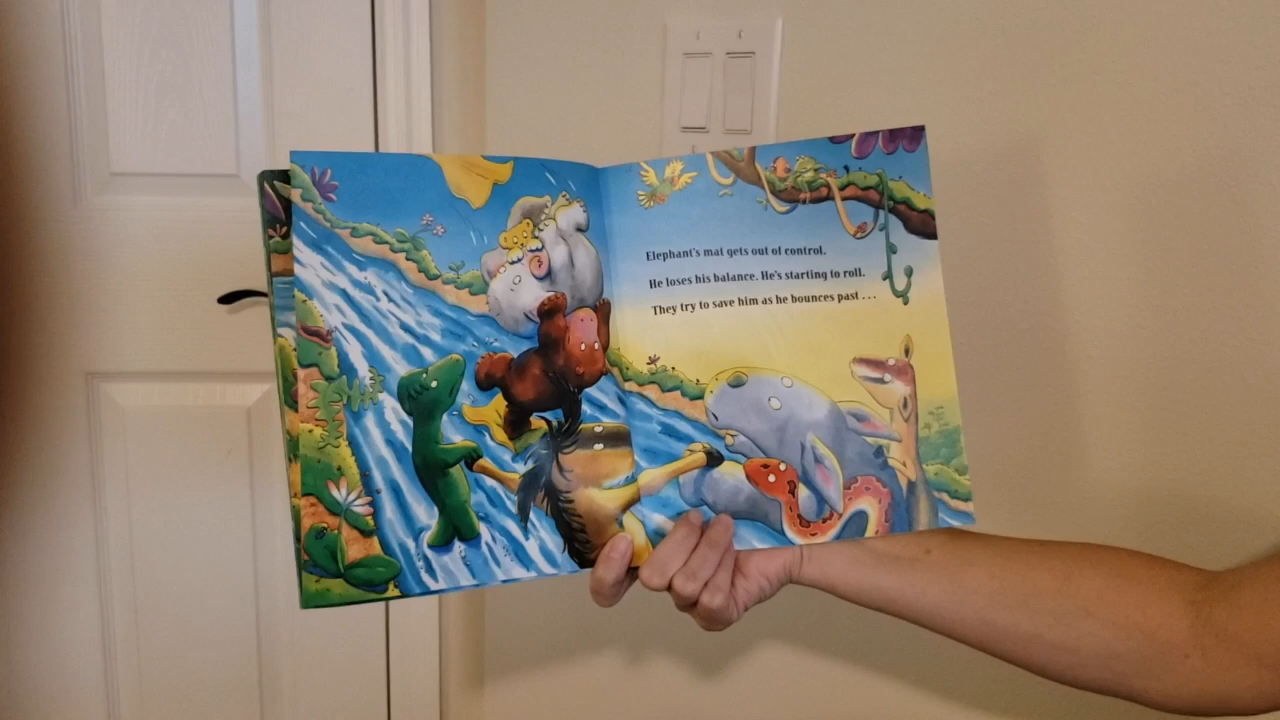 Elephant's mat gets out of control.
He loses his balance. He's starting to roll.
They try to save him as he bounces past . . .